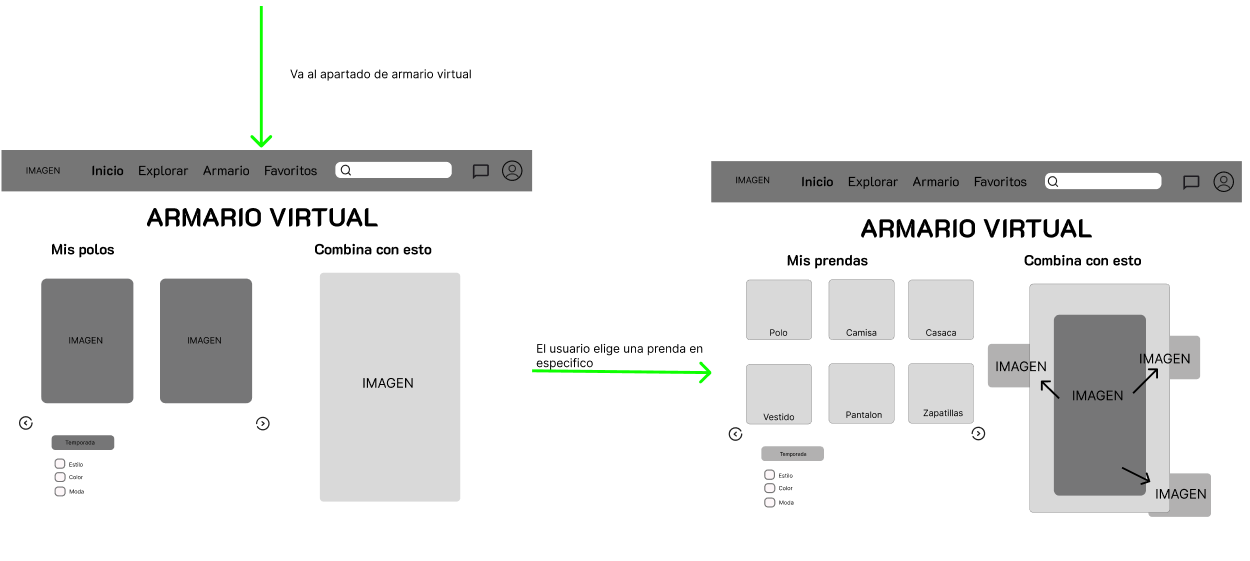 Va al apartado de armario virtual
IMAGEN
Inicio
Explorar
Armario
Favoritos
ARMARIO VIRTUAL
Mis polos
Combina con esto
IMAGEN
IMAGEN
IMAGEN
Temporada
Estilo
Color
Moda
El usuario elige una prenda en
especifico
IMAGEN
Inicio
Explorar
Armario
Favoritos
ARMARIO VIRTUAL
Mis prendas
Combina con esto
Polo
Camisa
Casaca
Vestido
Pantalon
Zapatillas
Temporada
Estilo
Color
Moda
IMAGEN
IMAGEN
IMAGEN
IMAGEN